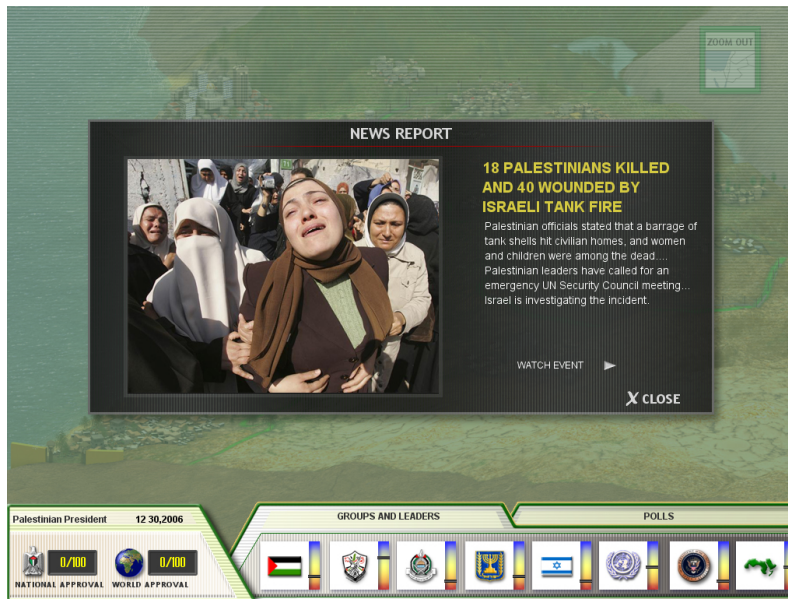 ZOOM OUT
NEWS REPORT
18 PALESTINIANS KILLED
AND 40 WOUNDED BY
ISRAELI TANK FIRE
Palestinian officials stated that a barrage of
tank shells hit civilian homes, and women
and children were among the dead....
Palestinian leaders have called for an
emergency UN Security Council meeting...
Israel is investigating the incident.
WATCH EVENT
X CLOSE
Palestinian President 12 30,2006
GROUPS AND LEADERS
POLLS
0/100
0/100
NATIONAL APPROVAL WORLD APPROVAL